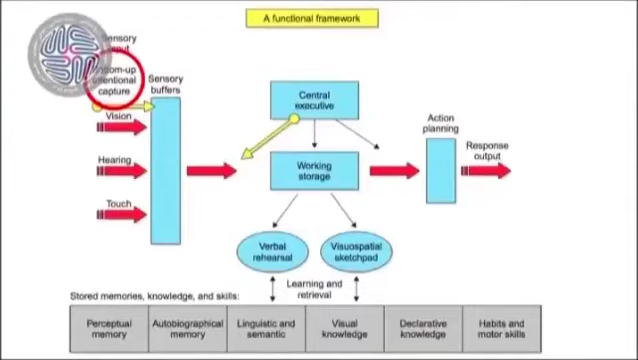 A functional framework
Sensory
attentional
capture
Sensory
buffers
Vision
Hearing
Touch
Central
executive
Working
storage
Action
planning
Response
output
Verbal
rehearsal
Visuospatial
sketchpad
Learning and
retrieval
Stored memories, knowledge, and skills:
Perceptual
memory
Autobiographical
memory
Linguistic and
semantic
Visual
knowledge
Declarative
knowledge
Habits and
motor skills